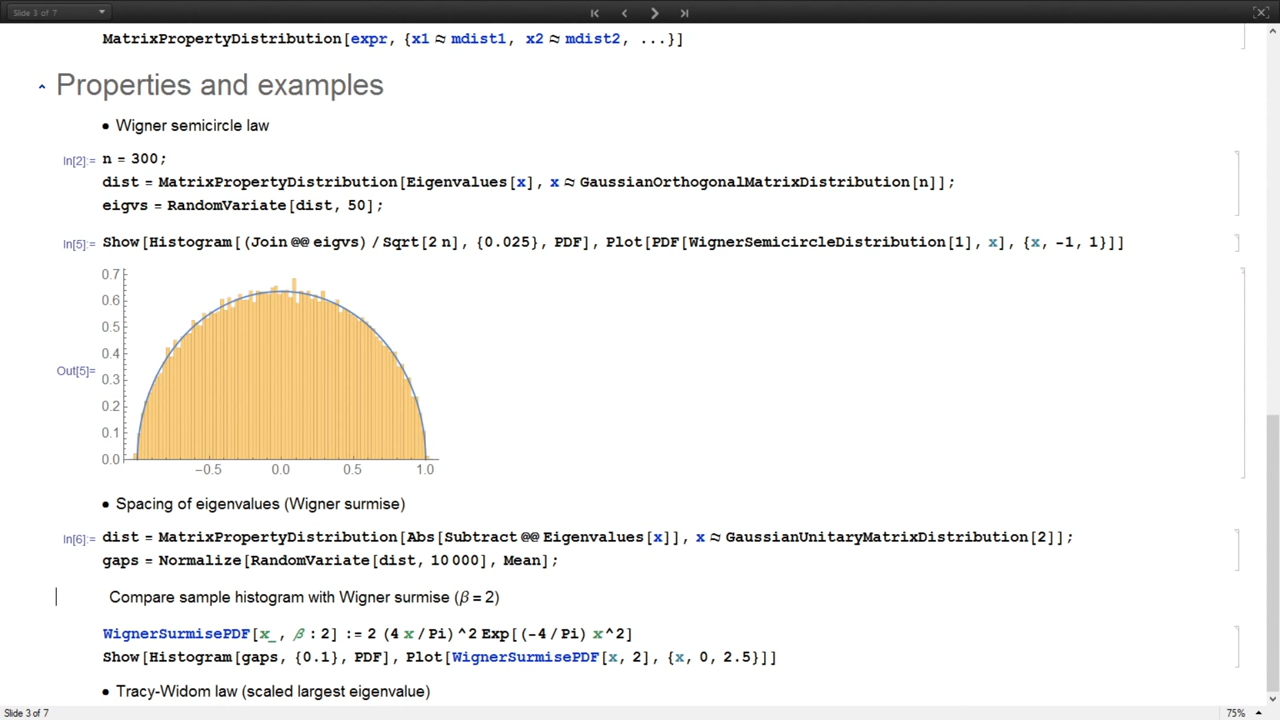 Slide 3 of 7
MatrixPropertyDistribution[expr, {x1 ≈ mdist1, x2 ≈ mdist2, ...}]
Properties and examples
• Wigner semicircle law
In[2]:= n = 300;
dist = MatrixPropertyDistribution[Eigenvalues[x], x ≈ GaussianOrthogonalMatrixDistribution[n]];
eigvs = RandomVariate[dist, 50];
In[5]:= Show[Histogram[(Join @@ eigvs) / Sqrt[2 n], {0.025}, PDF], Plot[PDF[WignerSemicircleDistribution[1], x], {x, -1, 1}]]
0.7
0.6
0.5
0.4
Out[5]=
0.3
0.2
0.1
0.0
−0.5 0.0 0.5 1.0
• Spacing of eigenvalues (Wigner surmise)
In[6]:= dist = MatrixPropertyDistribution[Abs[Subtract @@ Eigenvalues[x]], x ≈ GaussianUnitaryMatrixDistribution[2]];
gaps = Normalize[RandomVariate[dist, 10 000], Mean];
Compare sample histogram with Wigner surmise (β = 2)
WignerSurmisePDF[x_, β : 2] := 2 (4 x / Pi) ^ 2 Exp[(-4 / Pi) x ^ 2]
Show[Histogram[gaps, {0.1}, PDF], Plot[WignerSurmisePDF[x, 2], {x, 0, 2.5}]]
• Tracy-Widom law (scaled largest eigenvalue)
Slide 3 of 7
75%